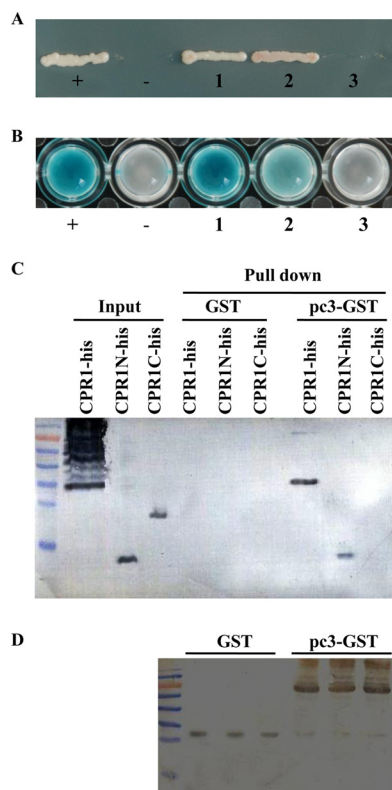 A
+ - 1 2 3
B
+ - 1 2 3
C
Pull down
Input GST pc3-GST
CPR1-his CPR1N-his CPR1C-his CPR1-his CPR1N-his CPR1C-his CPR1-his CPR1N-his CPR1C-his
D
GST pc3-GST